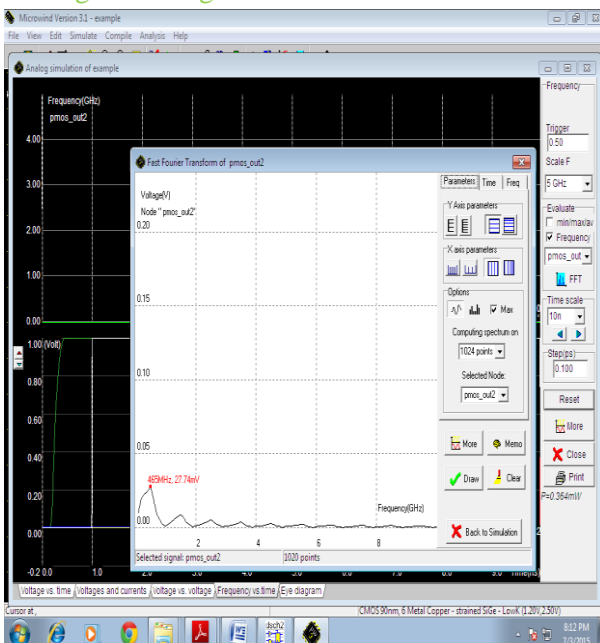 Microwind Version 3.1 - example
File View Edit Simulate Compile Analysis Help
Analog simulation of example
Frequency(GHz)
pmos_out2
4.00
3.00
2.00
1.00
0.00
1.00 (Volt)
0.80
0.60
0.40
0.20
0.00
-0.2 0.0 1.0
Fast Fourier Transform of pmos_out2
Voltage(V)
Node " pmos_out2"
0.20
0.15
0.10
0.05
485MHz, 27.74mV
0.00
Frequency(GHz)
2 4 6 8
Selected signal: pmos_out2 1020 points
Parameters Time Freq
Y Axis parameters
X axis parameters
Options
Max
Computing spectrum on
1024 points
Selected Node:
pmos_out2
More Memo
Draw Clear
Back to Simulation
Frequency
Trigger
0.50
Scale F
5 GHz
Evaluate
min/max/av
Frequency
pmos_out
FFT
Time scale
10n
Step(ps)
0.100
Reset
More
Close
Print
P=0.364mW
Voltage vs. time Voltages and currents Voltage vs. voltage Frequency vs.time Eye diagram
Cursor at , CMOS 90nm, 6 Metal Copper - strained SiGe - LowK (1.20V,2.50V)
dsch2
8:12 PM
7/3/2015